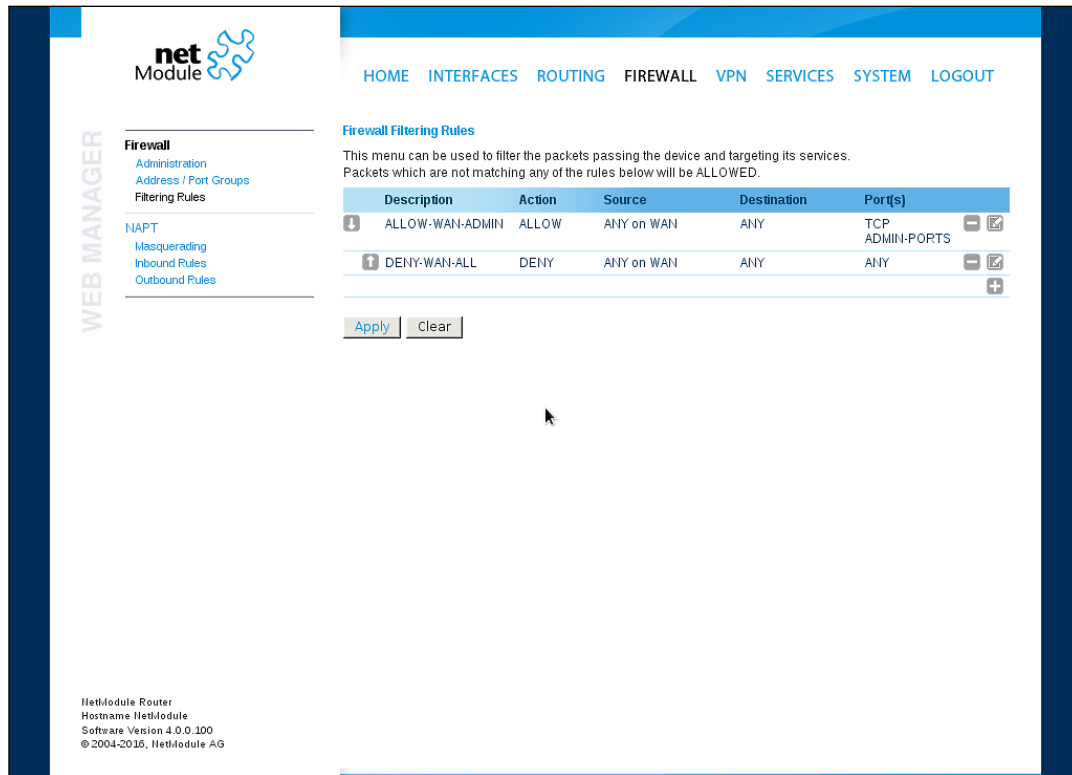 net
Module
HOME INTERFACES ROUTING FIREWALL VPN SERVICES SYSTEM LOGOUT
WEB MANAGER
Firewall
Administration
Address / Port Groups
Filtering Rules
NAPT
Masquerading
Inbound Rules
Outbound Rules
Firewall Filtering Rules
This menu can be used to filter the packets passing the device and targeting its services.
Packets which are not matching any of the rules below will be ALLOWED.
Description Action Source Destination Port(s)
ALLOW-WAN-ADMIN ALLOW ANY on WAN ANY TCP
ADMIN-PORTS
DENY-WAN-ALL DENY ANY on WAN ANY ANY
Apply Clear
NetModule Router
Hostname NetModule
Software Version 4.0.0.100
© 2004-2016, NetModule AG